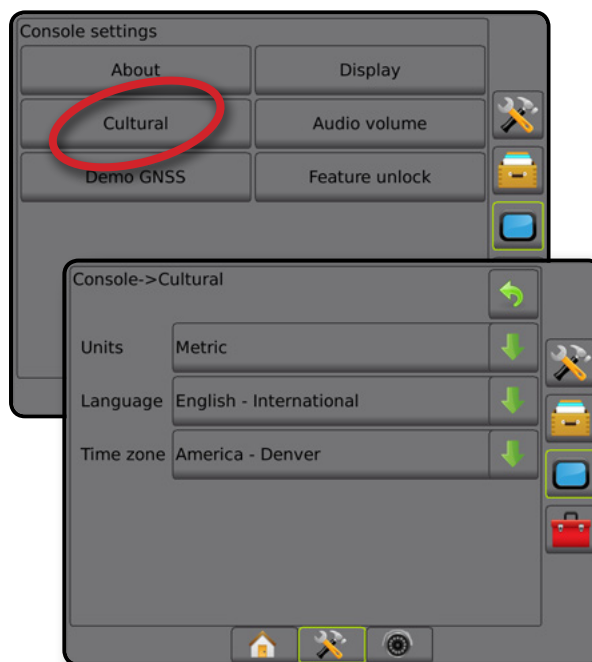 Console settings
About Display
Cultural Audio volume
Demo GNSS Feature unlock
Console->Cultural
Units Metric
Language English - International
Time zone America - Denver